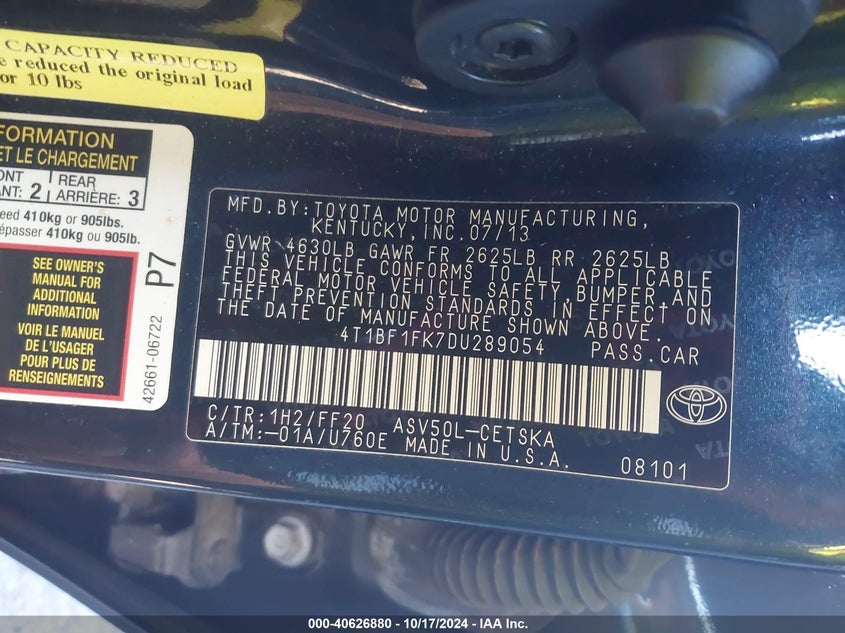 CAPACITY REDUCED
reduced the original load
or 10 lbs
FORMATION
ET LE CHARGEMENT
2
REAR
ARRIÈRE: 3
410kg or 905lbs.
410 kg ou 905lb.
SEE OWNER'S
MANUAL FOR
ADDITIONAL
INFORMATION
VOIR LE MANUEL
DE L'USAGER
POUR PLUS DE
RENSEIGNEMENTS
P7
42661-06722
MFD.BY:TOYOTA MOTOR MANUFACTURING,
KENTUCKY,INC.07/13
GVWR 4630LB GAWR FR 2625LB RR 2625LB
THIS VEHICLE CONFORMS TO ALL APPLICABLE
FEDERAL MOTOR VEHICLE SAFETY,BUMPER,AND
THEFT PREVENTION STANDARDS IN EFFECT ON
THE DATE OF MANUFACTURE SHOWN ABOVE.
4T1BF1FK7DU289054 PASS.CAR
C/TR:1H2/FF20 ASV50L-CETSKA
A/TM:-01A/U760E MADE IN U.S.A. 08101
000-40626880 - 10/17/2024 - IAA Inc.